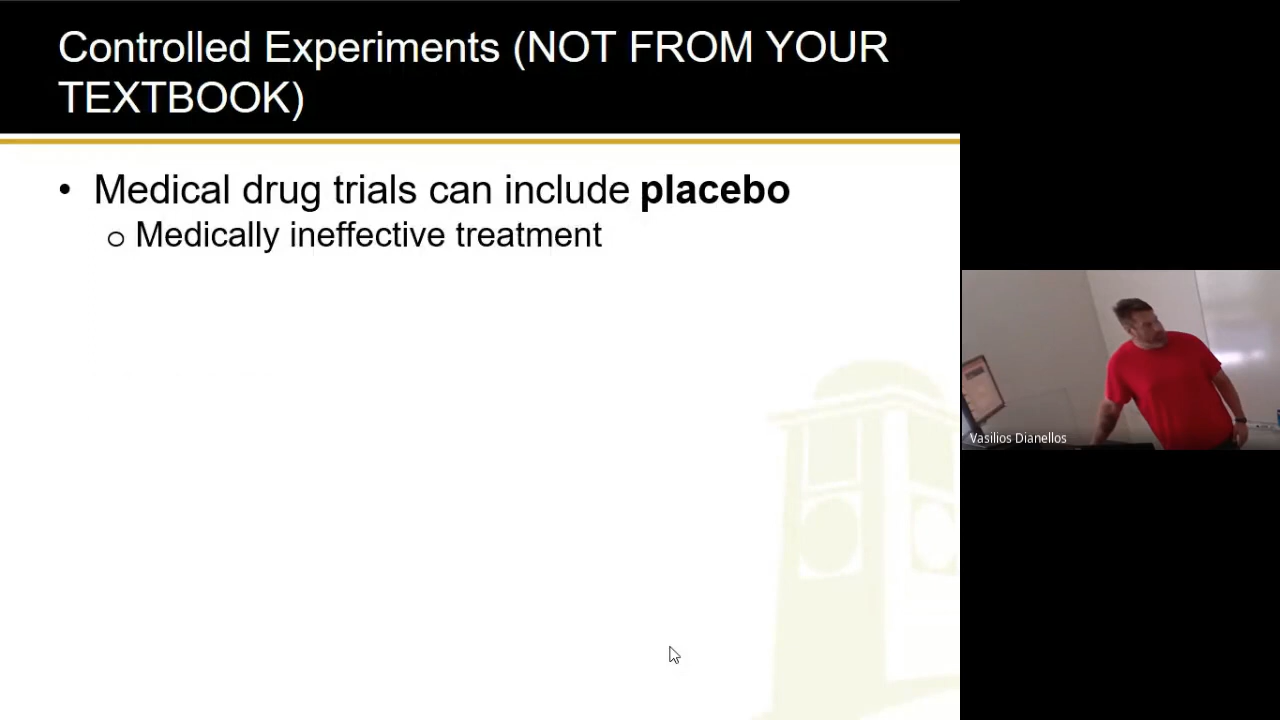 Controlled Experiments (NOT FROM YOUR
TEXTBOOK)
• Medical drug trials can include placebo
o Medically ineffective treatment
Vasilios Dianellos